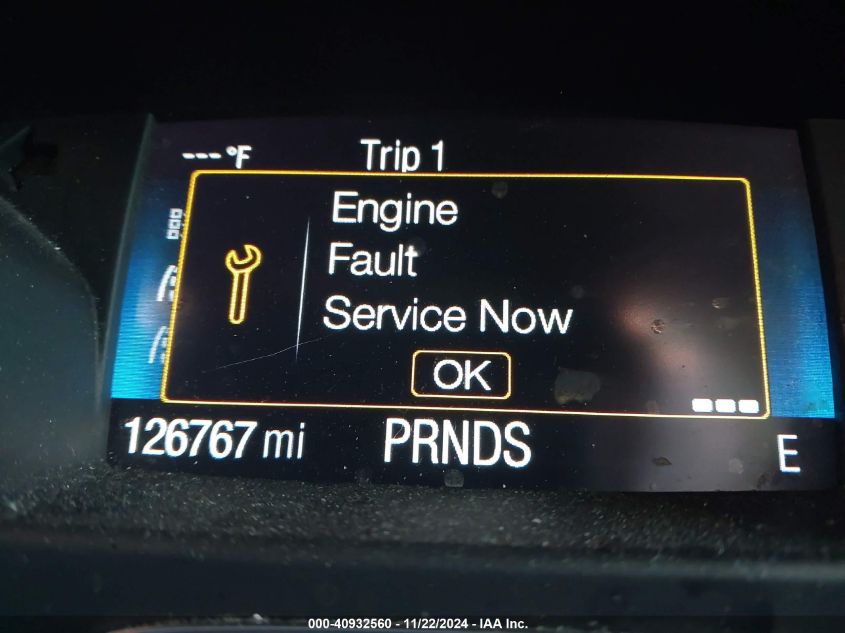 --- °F
Trip 1
Engine
Fault
Service Now
OK
126767 mi
PRNDS
E
000-40932560 - 11/22/2024 - IAA Inc.